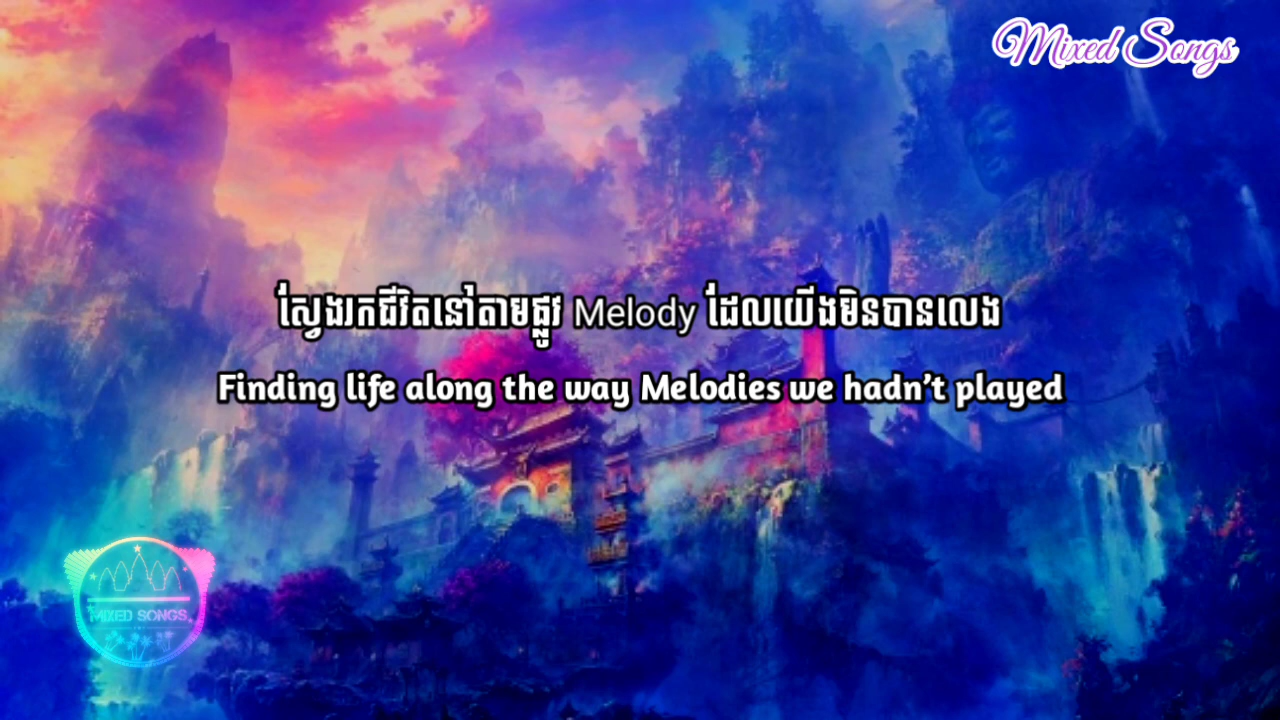 Mixed Songs
ស្វែងរកជីវិតនៅតាមផ្លូវ Melody ដែលយើងមិនបានលេង
Finding life along the way Melodies we hadn't played
MIXED SONGS